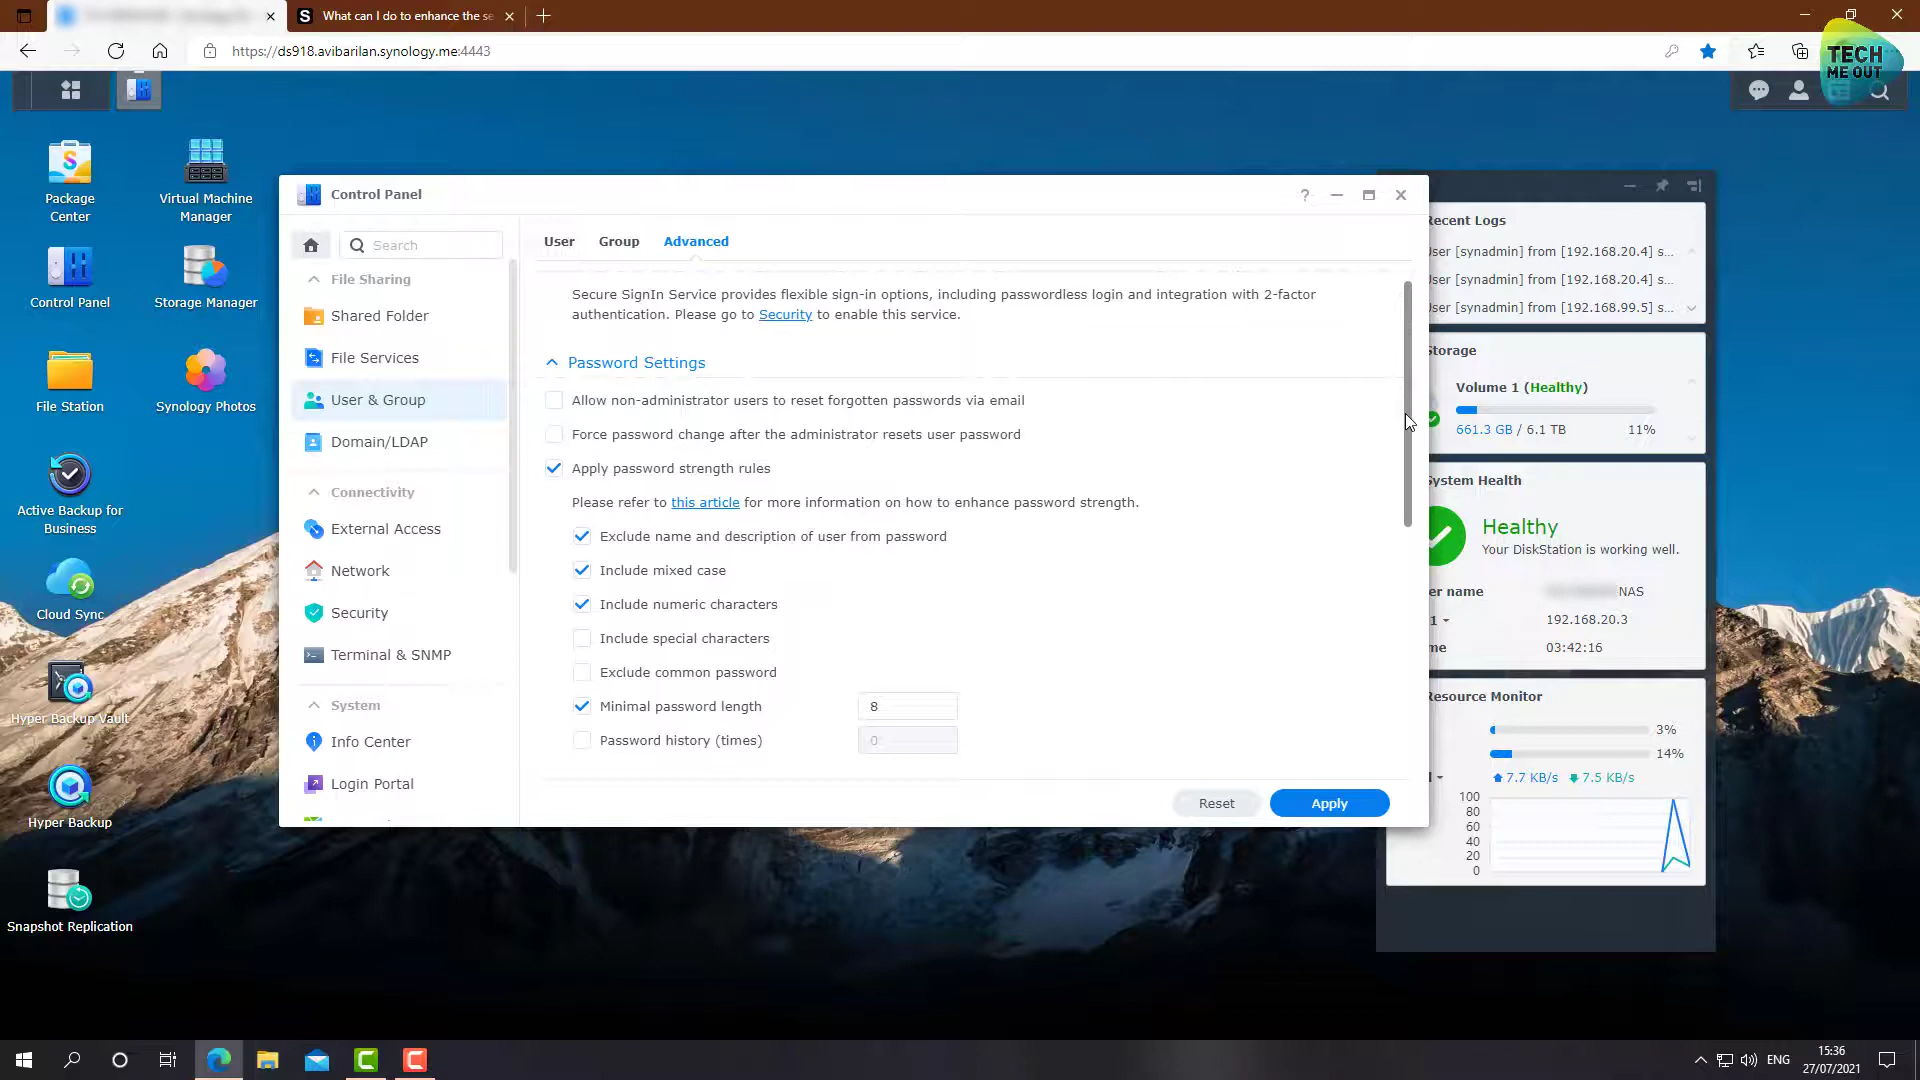 What can I do to enhance the se
https://ds918.avibarilan.synology.me:4443
TECH
ME OUT
Package
Center
Virtual Machine
Manager
Control Panel
Storage Manager
File Station
Synology Photos
Active Backup for
Business
Cloud Sync
Hyper Backup Vault
Hyper Backup
Snapshot Replication
Control Panel
Search
File Sharing
Shared Folder
File Services
User & Group
Domain/LDAP
Connectivity
External Access
Network
Security
Terminal & SNMP
System
Info Center
Login Portal
User Group Advanced
Secure SignIn Service provides flexible sign-in options, including passwordless login and integration with 2-factor
authentication. Please go to Security to enable this service.
Password Settings
Allow non-administrator users to reset forgotten passwords via email
Force password change after the administrator resets user password
Apply password strength rules
Please refer to this article for more information on how to enhance password strength.
Exclude name and description of user from password
Include mixed case
Include numeric characters
Include special characters
Exclude common password
Minimal password length 8
Password history (times) 0
Reset Apply
Recent Logs
User [synadmin] from [192.168.20.4] s...
User [synadmin] from [192.168.20.4] s...
User [synadmin] from [192.168.99.5] s...
Storage
Volume 1 (Healthy)
661.3 GB / 6.1 TB 11%
System Health
Healthy
Your DiskStation is working well.
er name NAS
1 192.168.20.3
me 03:42:16
Resource Monitor
3%
14%
7.7 KB/s 7.5 KB/s
100
80
60
40
20
0
ENG
15:36
27/07/2021